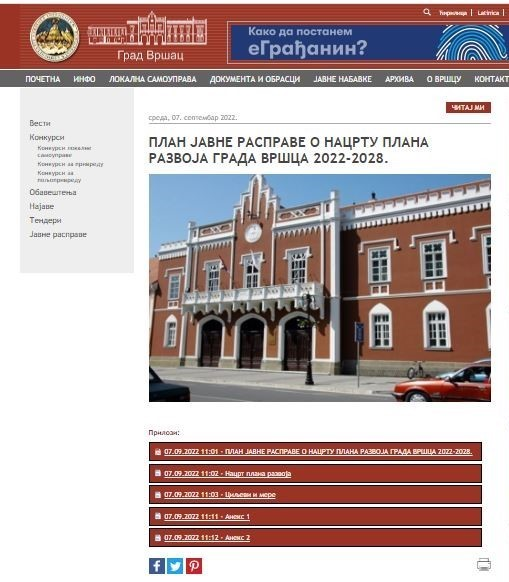 Ћирилица | Latinica |
Град Вршац
Како да постанем
еГрађанин?
ПОЧЕТНА ИНФО ЛОКАЛНА САМОУПРАВА ДОКУМЕНТА И ОБРАСЦИ ЈАВНЕ НАБАВКЕ АРХИВА О ВРШЦУ КОНТАКТ
ЧИТАЈ МИ
среда, 07. септембар 2022.
Вести
Конкурси
Конкурси локалне
самоуправе
Конкурси за привреду
Конкурси за
пољопривреду
Обавештења
Најаве
Тендери
Јавне расправе
ПЛАН ЈАВНЕ РАСПРАВЕ О НАЦРТУ ПЛАНА
РАЗВОЈА ГРАДА ВРШЦА 2022-2028.
Прилози:
07.09.2022 11:01 - ПЛАН ЈАВНЕ РАСПРАВЕ О НАЦРТУ ПЛАНА РАЗВОЈА ГРАДА ВРШЦА 2022-2028.
07.09.2022 11:02 - Нацрт плана развоја
07.09.2022 11:03 - Циљеви и мере
07.09.2022 11:11 - Анекс 1
07.09.2022 11:12 - Анекс 2